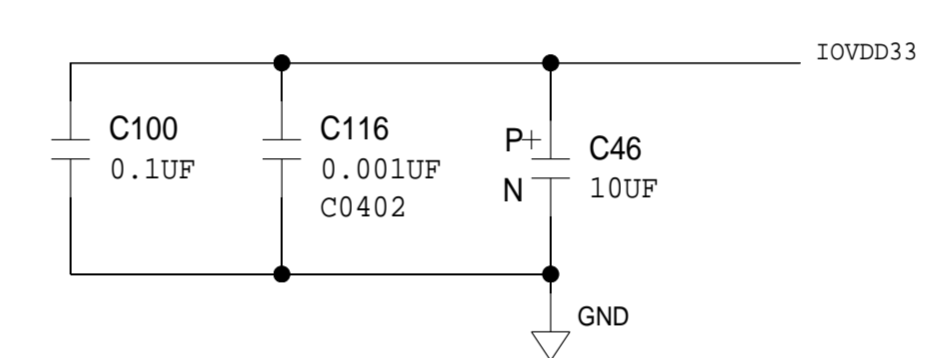 IOVDD33
C100
0.1UF
C116
0.001UF
C0402
P+
N
C46
10UF
GND